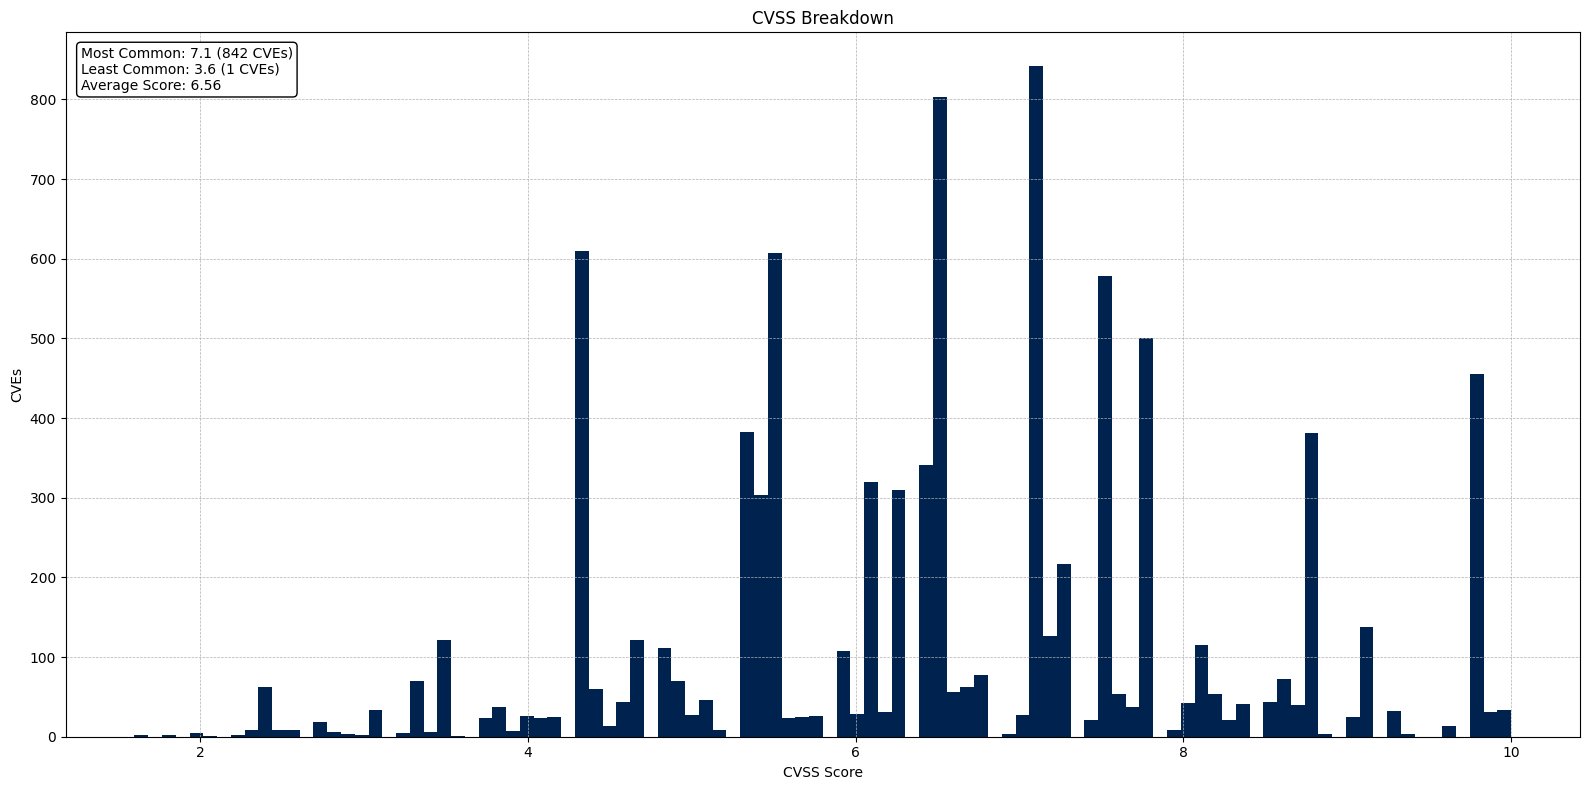 CVSS Breakdown
Most Common: 7.1 (842 CVEs)
Least Common: 3.6 (1 CVEs)
Average Score: 6.56
800
700
600
500
400
300
200
100
0
CVEs
2 4 6 8 10
CVSS Score